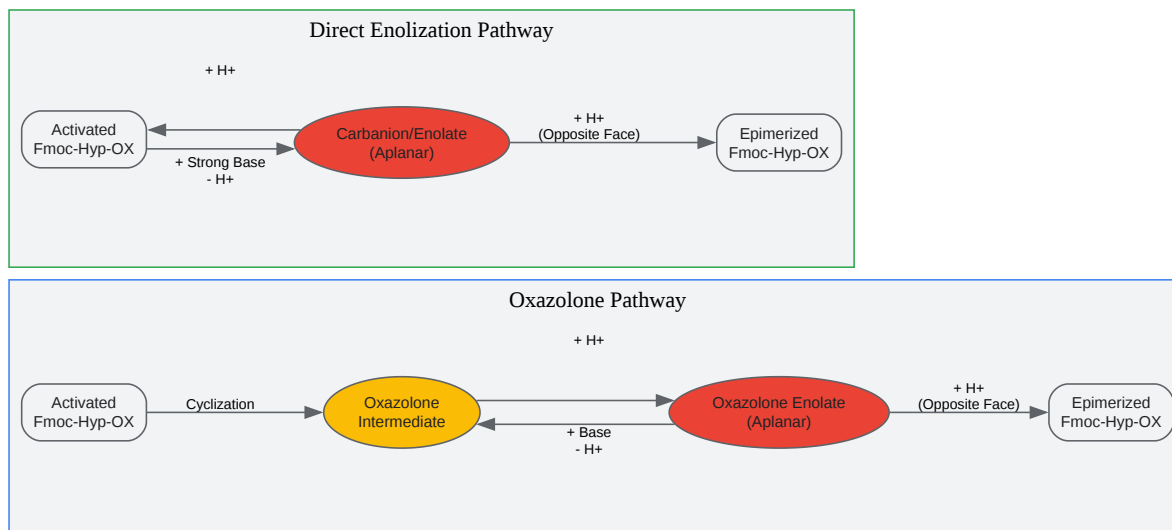 Direct Enolization Pathway
+ H+
Activated
Fmoc-Hyp-OX
+ Strong Base
- H+
Carbanion/Enolate
(Aplanar)
+ H+
(Opposite Face)
Epimerized
Fmoc-Hyp-OX
Oxazolone Pathway
+ H+
Activated
Fmoc-Hyp-OX
Cyclization
Oxazolone
Intermediate
+ Base
- H+
Oxazolone Enolate
(Aplanar)
+ H+
(Opposite Face)
Epimerized
Fmoc-Hyp-OX